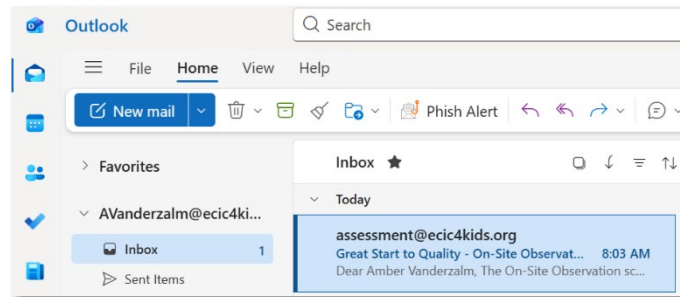 Outlook
Search
File Home View Help
New mail
Phish Alert
Favorites
Inbox
Today
AVanderzalm@ecic4ki...
assessment@ecic4kids.org
Inbox 1
Great Start to Quality - On-Site Observat... 8:03 AM
Dear Amber Vanderzalm, The On-Site Observation sc...
Sent Items